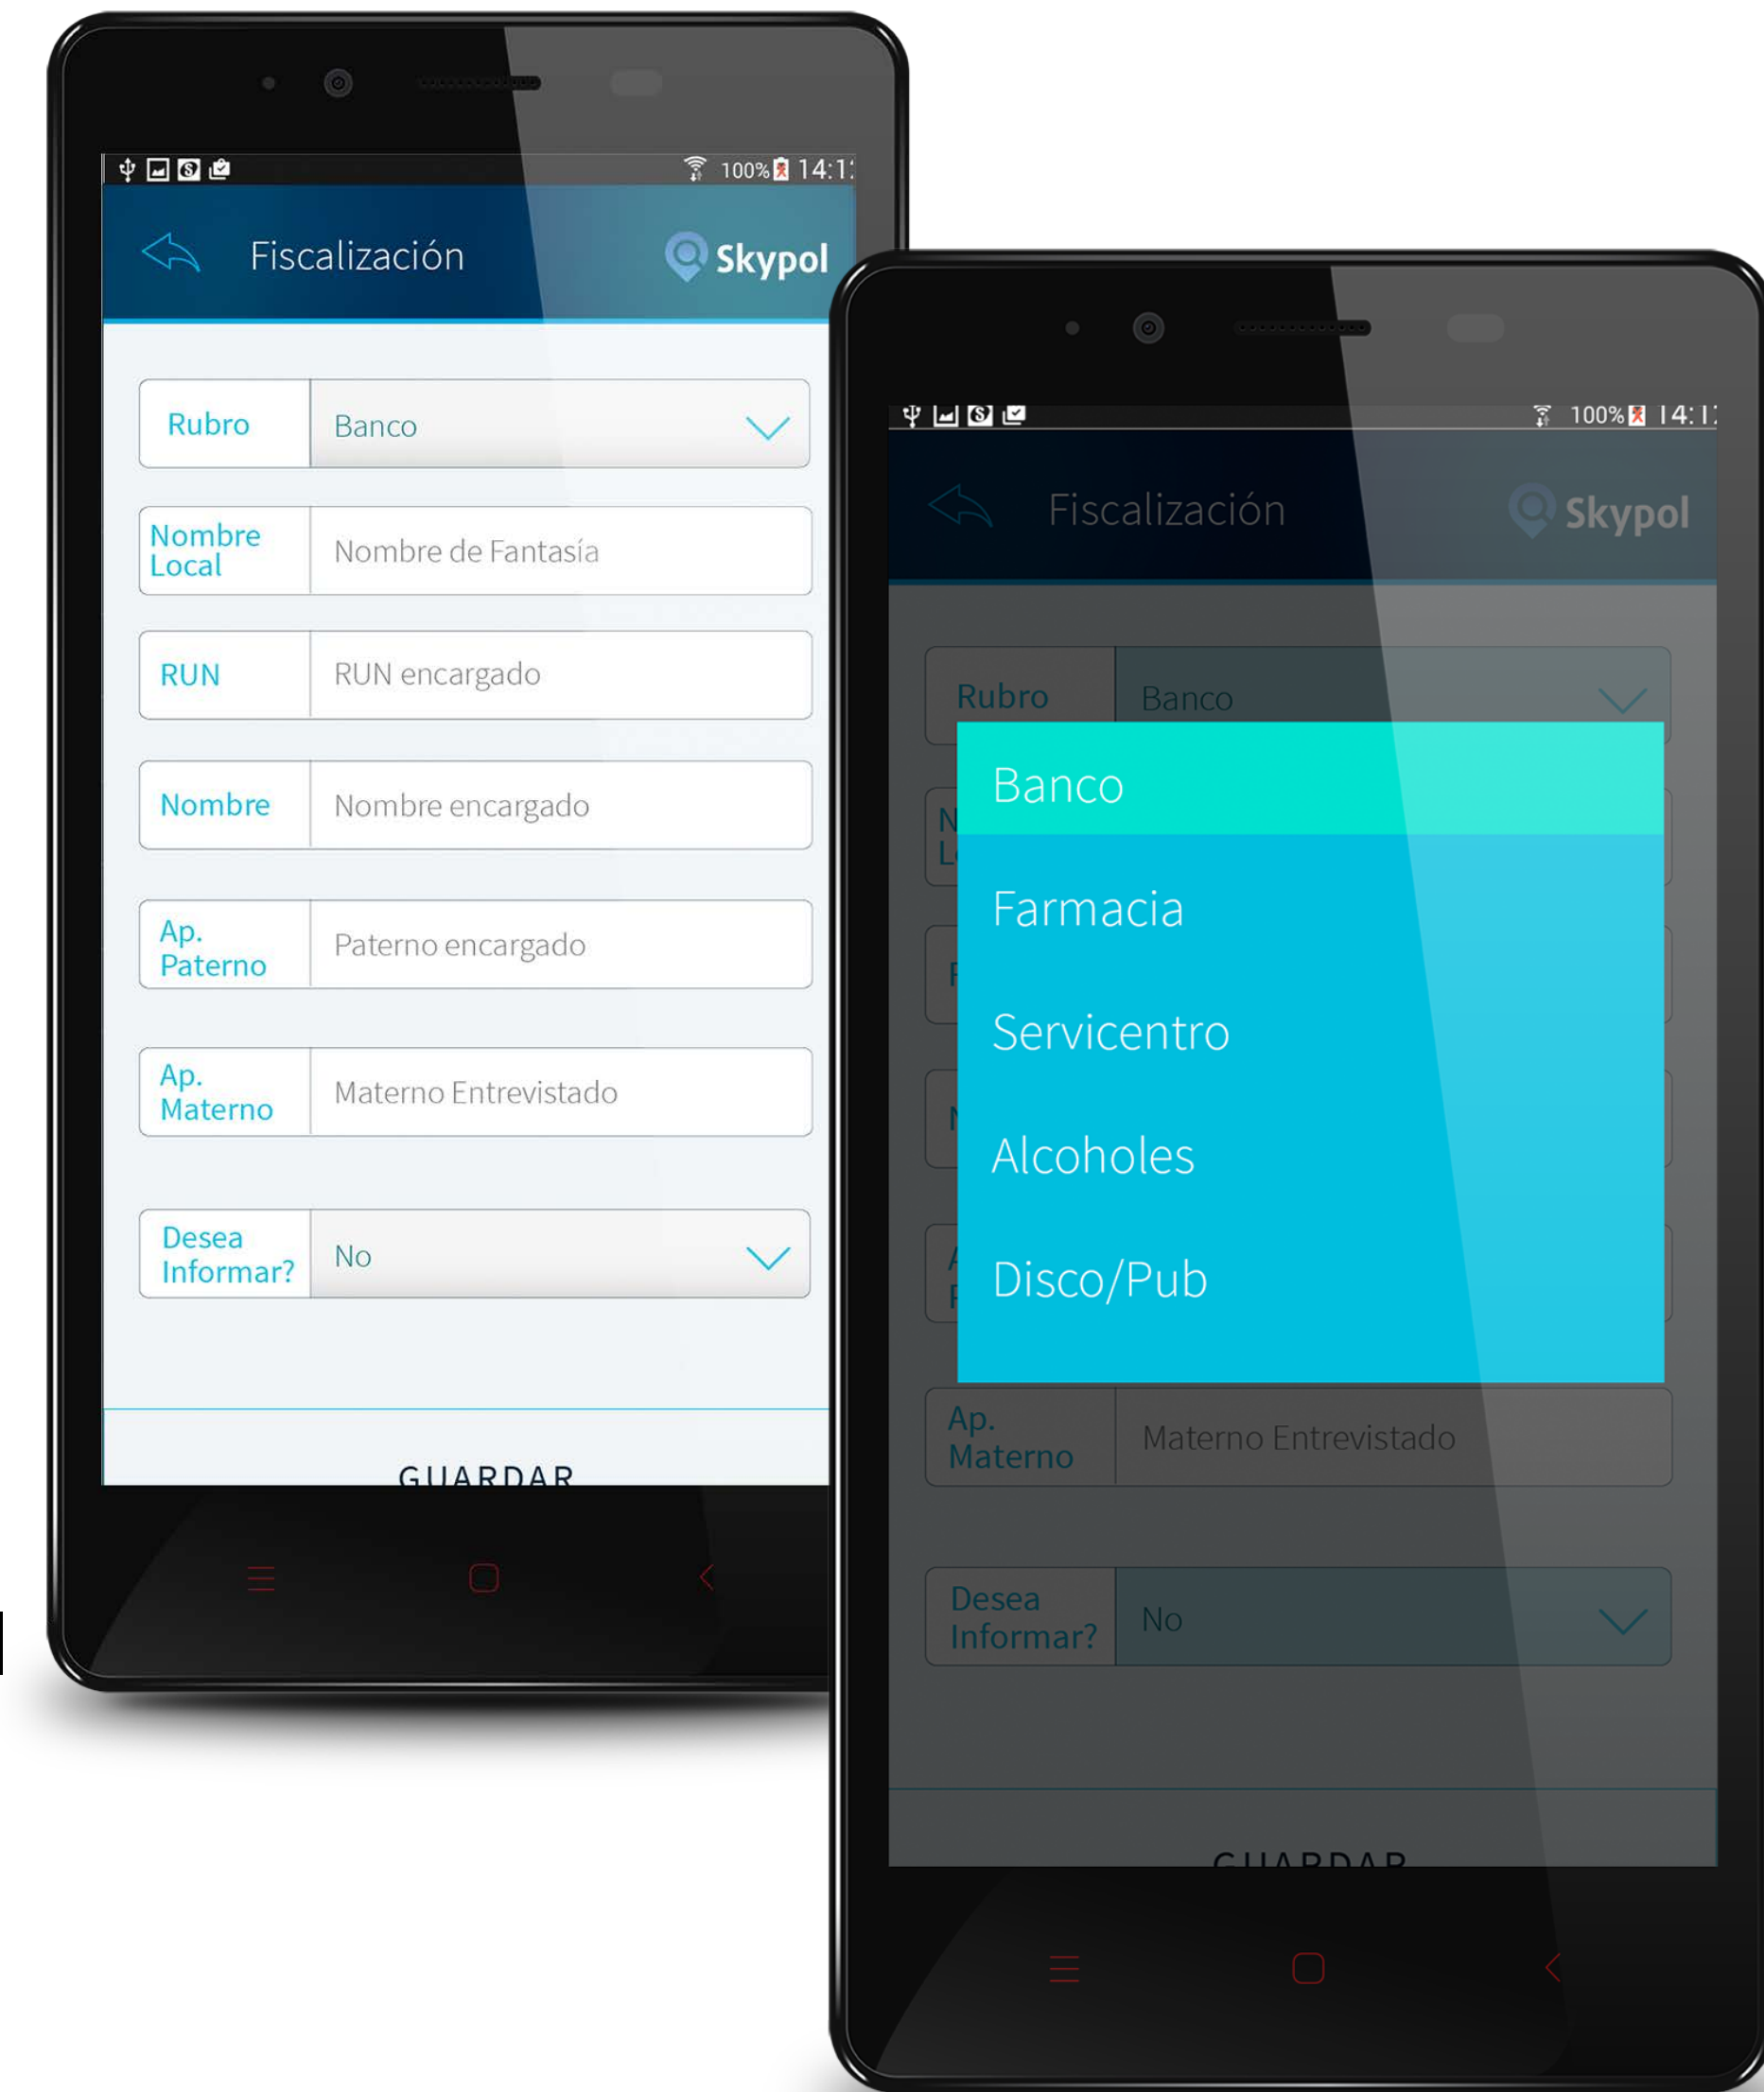 100% 14:1
Fiscalización
Skypol
Rubro
Banco
Nombre
Local
Nombre de Fantasía
RUN
RUN encargado
Nombre
Nombre encargado
Ap.
Paterno
Paterno encargado
Ap.
Materno
Materno Entrevistado
Desea
Informar?
No
GUARDAR
100% 14:1
Fiscalización
Skypol
Rubro
Banco
Banco
Farmacia
Servicentro
Alcoholes
Disco/Pub
Ap.
Materno
Materno Entrevistado
Desea
Informar?
No
GUARDAR